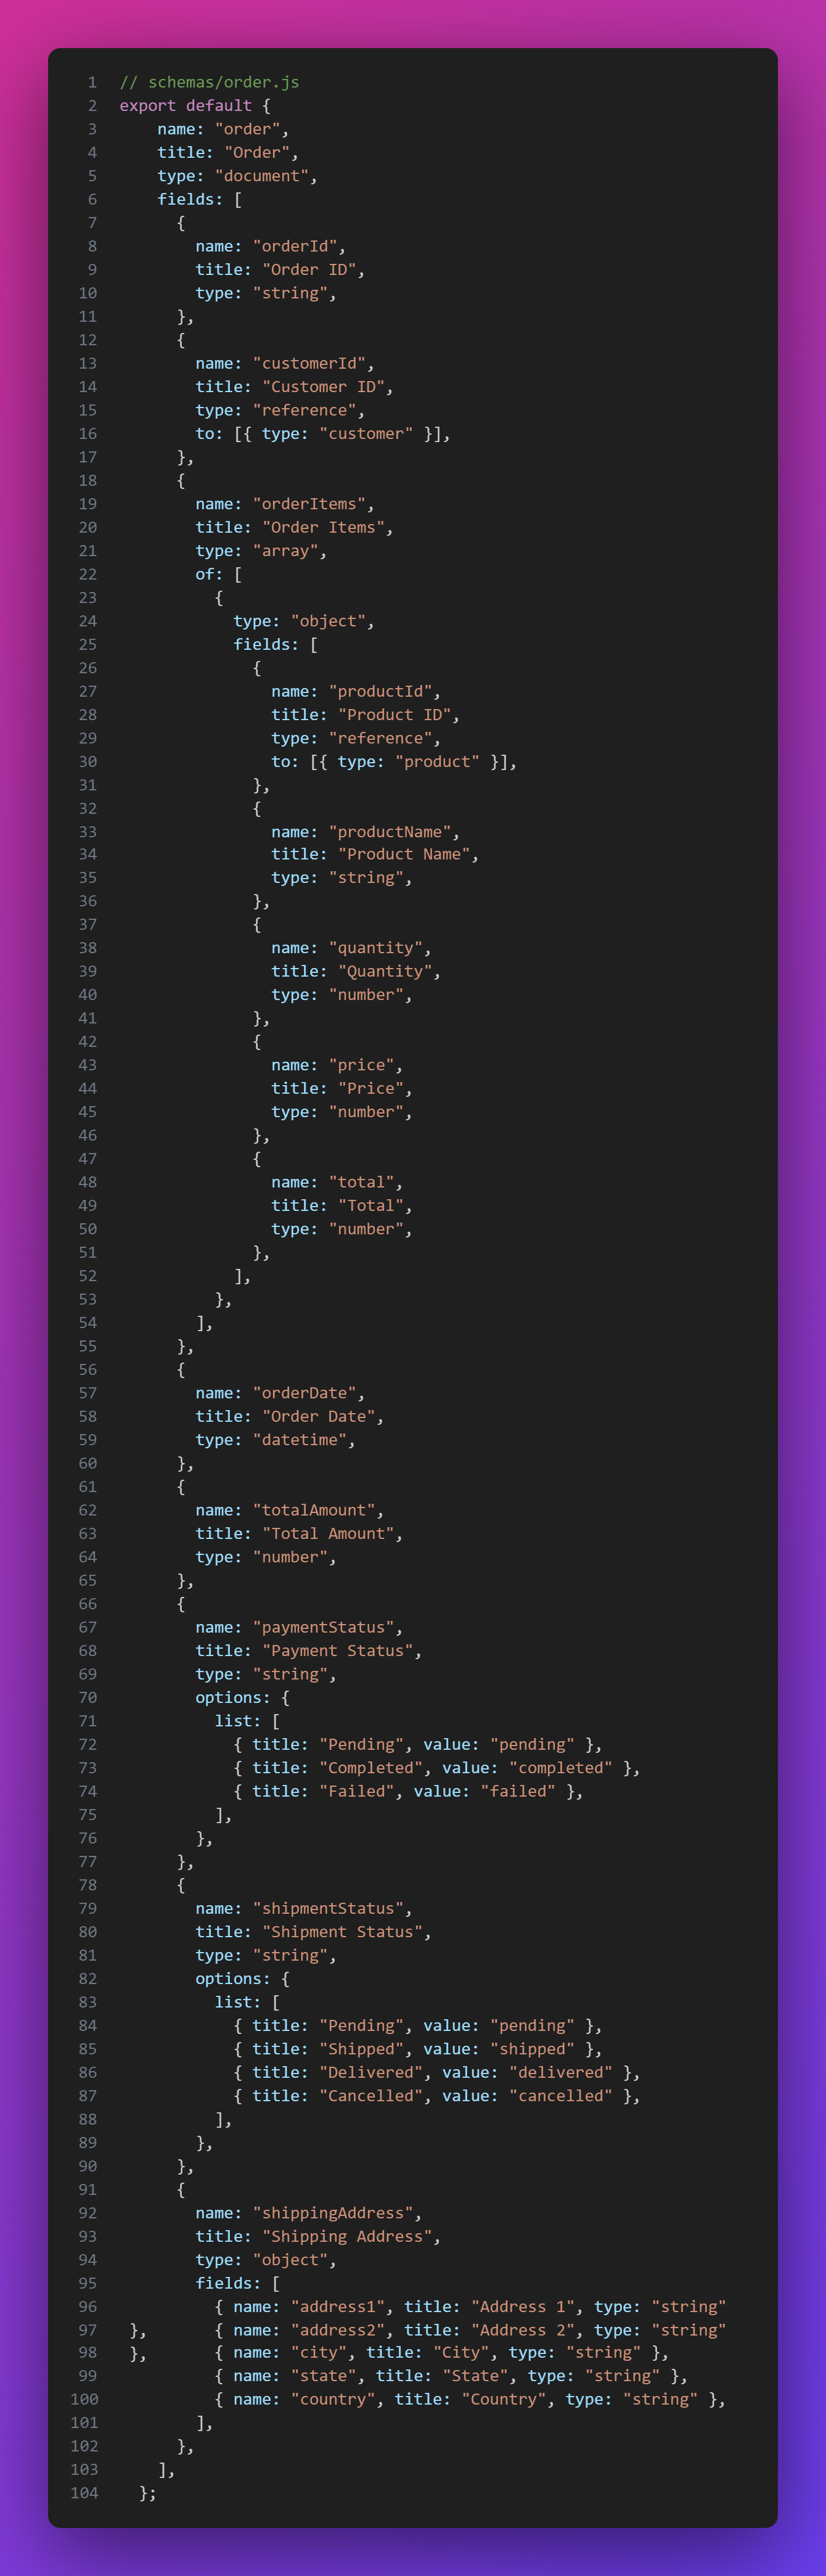 1 // schemas/order.js
2 export default {
3     name: "order",
4     title: "Order",
5     type: "document",
6     fields: [
7       {
8         name: "orderId",
9         title: "Order ID",
10         type: "string",
11       },
12       {
13         name: "customerId",
14         title: "Customer ID",
15         type: "reference",
16         to: [{ type: "customer" }],
17       },
18       {
19         name: "orderItems",
20         title: "Order Items",
21         type: "array",
22         of: [
23           {
24             type: "object",
25             fields: [
26               {
27                 name: "productId",
28                 title: "Product ID",
29                 type: "reference",
30                 to: [{ type: "product" }],
31               },
32               {
33                 name: "productName",
34                 title: "Product Name",
35                 type: "string",
36               },
37               {
38                 name: "quantity",
39                 title: "Quantity",
40                 type: "number",
41               },
42               {
43                 name: "price",
44                 title: "Price",
45                 type: "number",
46               },
47               {
48                 name: "total",
49                 title: "Total",
50                 type: "number",
51               },
52             ],
53           },
54         ],
55       },
56       {
57         name: "orderDate",
58         title: "Order Date",
59         type: "datetime",
60       },
61       {
62         name: "totalAmount",
63         title: "Total Amount",
64         type: "number",
65       },
66       {
67         name: "paymentStatus",
68         title: "Payment Status",
69         type: "string",
70         options: {
71           list: [
72             { title: "Pending", value: "pending" },
73             { title: "Completed", value: "completed" },
74             { title: "Failed", value: "failed" },
75           ],
76         },
77       },
78       {
79         name: "shipmentStatus",
80         title: "Shipment Status",
81         type: "string",
82         options: {
83           list: [
84             { title: "Pending", value: "pending" },
85             { title: "Shipped", value: "shipped" },
86             { title: "Delivered", value: "delivered" },
87             { title: "Cancelled", value: "cancelled" },
88           ],
89         },
90       },
91       {
92         name: "shippingAddress",
93         title: "Shipping Address",
94         type: "object",
95         fields: [
96           { name: "address1", title: "Address 1", type: "string"
97  },       { name: "address2", title: "Address 2", type: "string"
98  },       { name: "city", title: "City", type: "string" },
99           { name: "state", title: "State", type: "string" },
100           { name: "country", title: "Country", type: "string" },
101         ],
102       },
103     ],
104   };